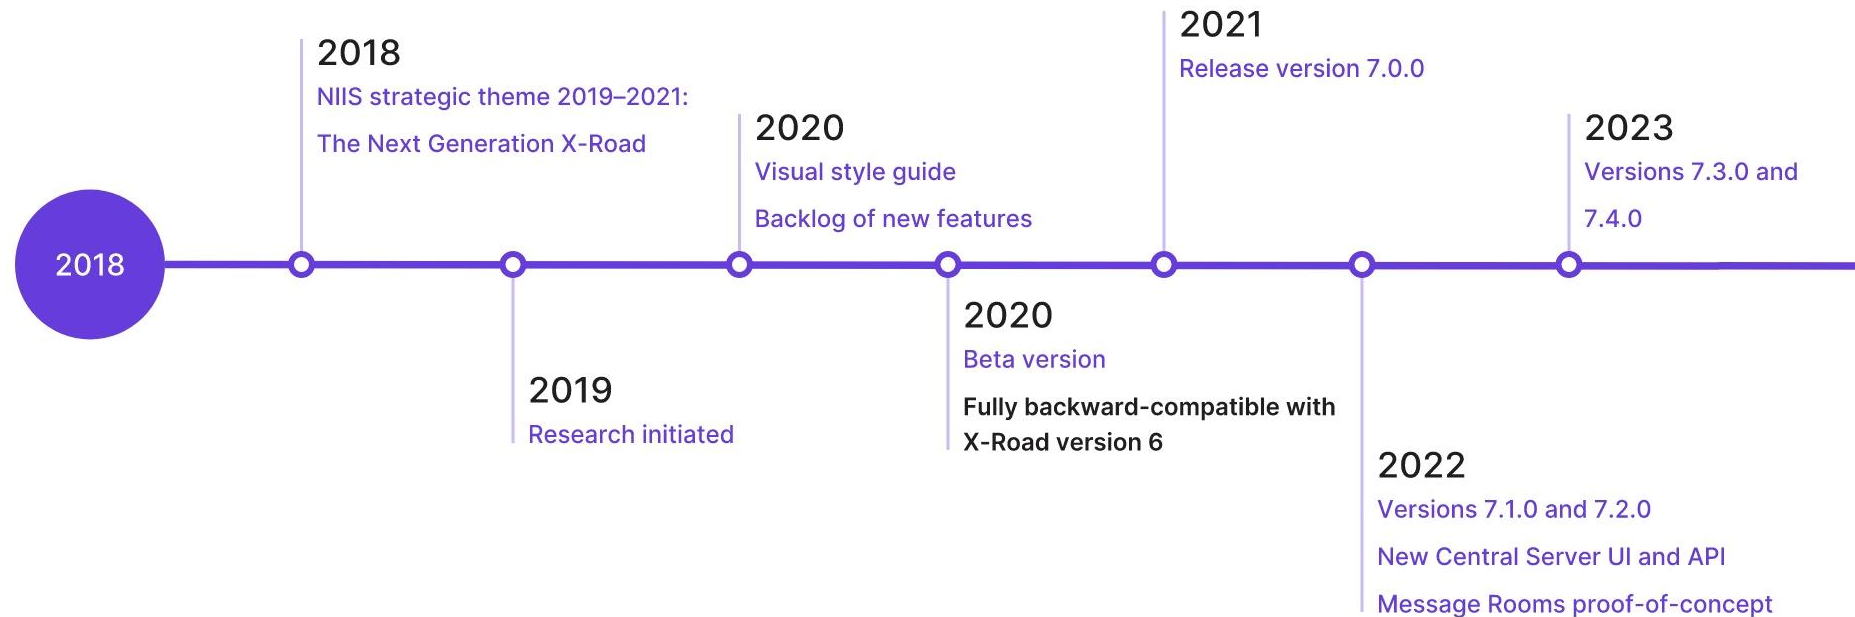 2018
2018
NIIS strategic theme 2019–2021:
The Next Generation X-Road
2019
Research initiated
2020
Visual style guide
Backlog of new features
2020
Beta version
Fully backward-compatible with
X-Road version 6
2021
Release version 7.0.0
2022
Versions 7.1.0 and 7.2.0
New Central Server UI and API
Message Rooms proof-of-concept
2023
Versions 7.3.0 and
7.4.0